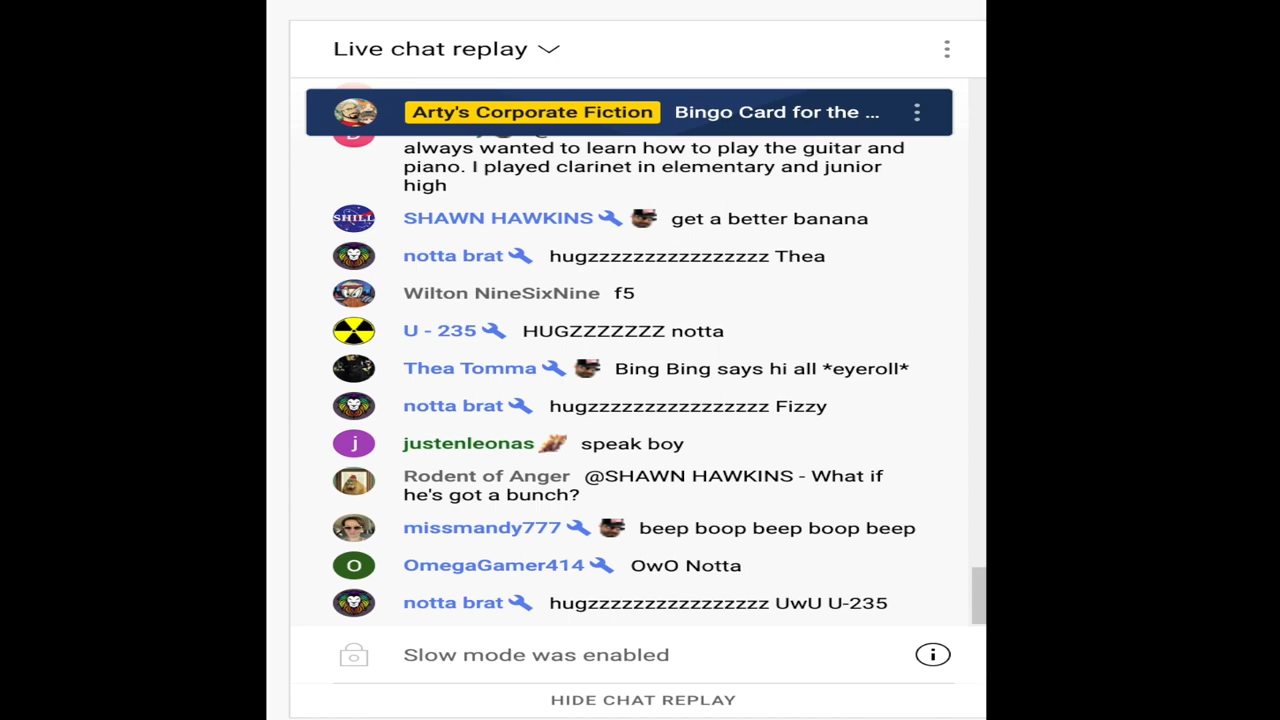 Live chat replay
Arty's Corporate Fiction Bingo Card for the ...
always wanted to learn how to play the guitar and
piano. I played clarinet in elementary and junior
high
SHILL SHAWN HAWKINS get a better banana
notta brat hugzzzzzzzzzzzzzzzz Thea
Wilton NineSixNine f5
U - 235 HUGZZZZZZZ notta
Thea Tomma Bing Bing says hi all *eyeroll*
notta brat hugzzzzzzzzzzzzzzzz Fizzy
j justenleonas speak boy
Rodent of Anger @SHAWN HAWKINS - What if
he's got a bunch?
missmandy777 beep boop beep boop beep
O OmegaGamer414 OwO Notta
notta brat hugzzzzzzzzzzzzzzzz UwU U-235
Slow mode was enabled
HIDE CHAT REPLAY